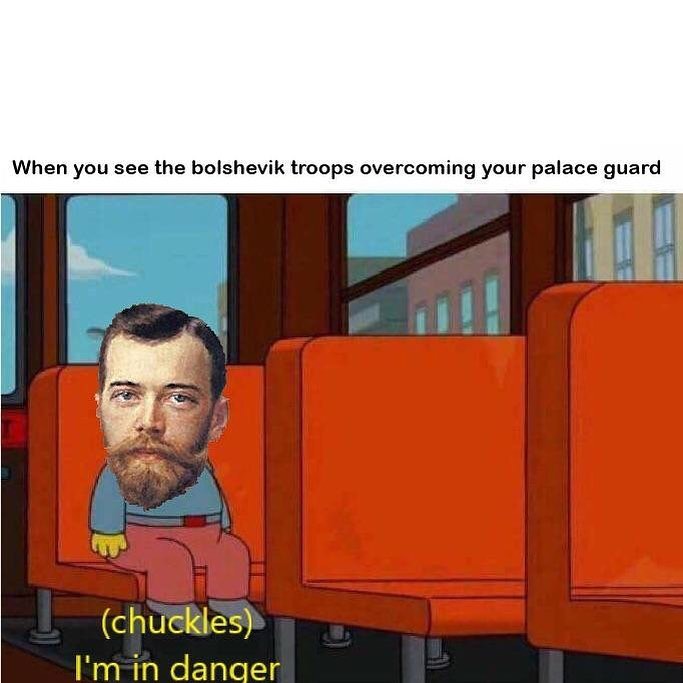 When you see the bolshevik troops overcoming your palace guard
(chuckles)
I'm in danger